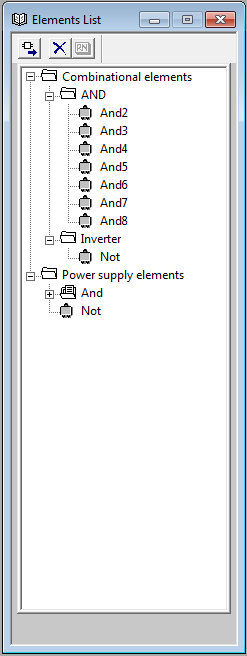 Elements List
RN
Combinational elements
AND
And2
And3
And4
And5
And6
And7
And8
Inverter
Not
Power supply elements
And
Not